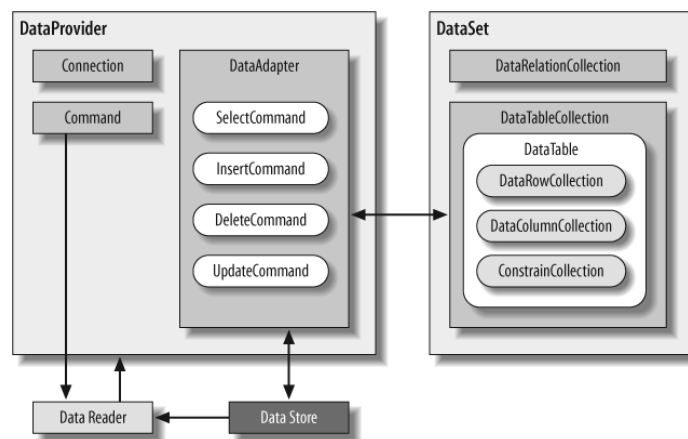 DataProvider
Connection
Command
DataAdapter
SelectCommand
InsertCommand
DeleteCommand
UpdateCommand
Data Reader
Data Store
DataSet
DataRelationCollection
DataTableCollection
DataTable
DataRowCollection
DataColumnCollection
ConstrainCollection